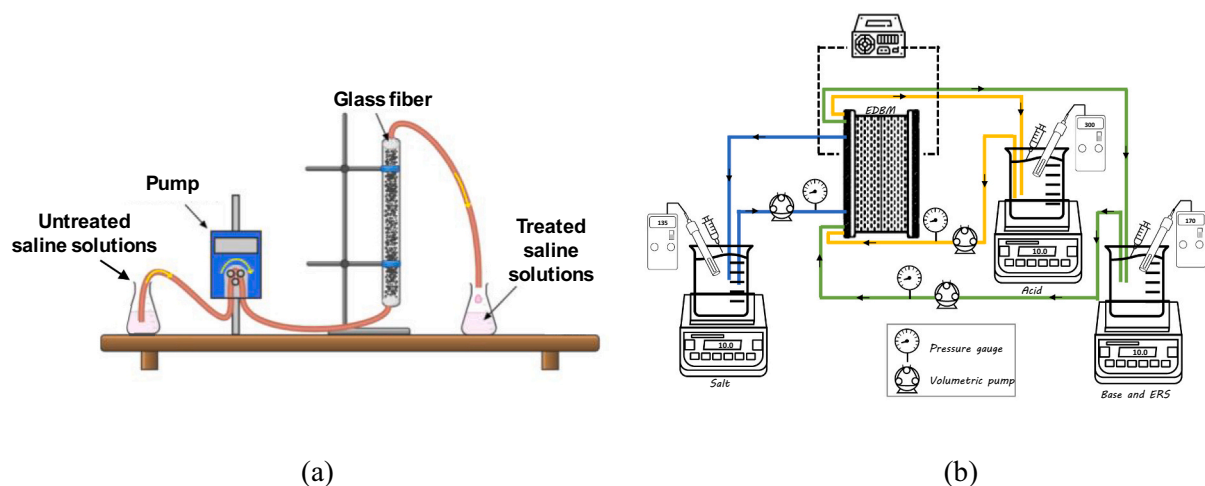 Glass fiber
Pump
Untreated
saline solutions
Treated
saline
solutions
(a)
EDBM
300
135
170
10.0
Acid
10.0
Salt
10.0
Base and ERS
Pressure gauge
Volumetric pump
(b)